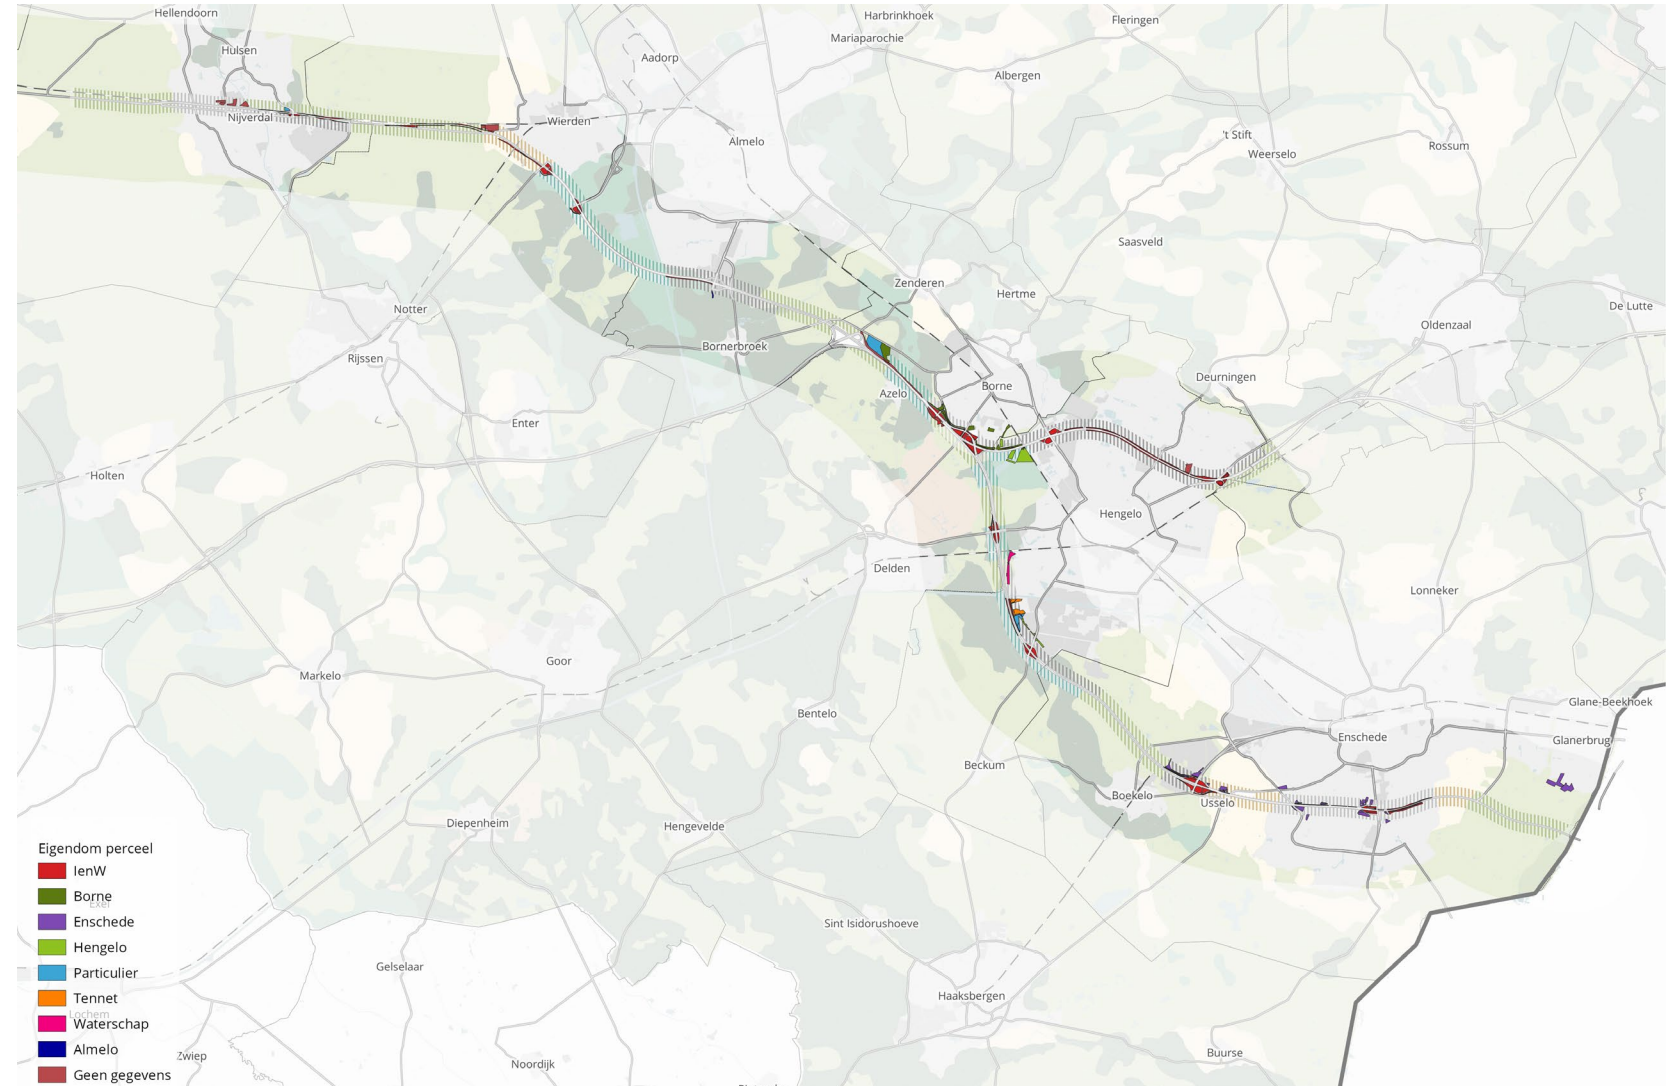 Hellendoorn
Harbrinkhoek
Fleringen
Mariaparochie
Hulsen
Aadorp
Albergen
Nijverdal
Wierden
't Stift
Almelo
Rossum
Weerselo
Saasveld
Zenderen
Hertme
De Lutte
Notter
Oldenzaal
Bornerbroek
Rijssen
Deurningen
Borne
Azelo
Enter
Holten
Hengelo
Delden
Lonneker
Goor
Markelo
Glane-Beekhoek
Bentelo
Enschede
Glanerbrug
Beckum
Boekelo
Usselo
Diepenheim
Hengevelde
Sint Isidorushoeve
Gelselaar
Haaksbergen
Buurse
Noordijk
Zwiep
Eigendom perceel
IenW
Borne
Exel
Enschede
Hengelo
Particulier
Tennet
Lochem
Waterschap
Almelo
Geen gegevens